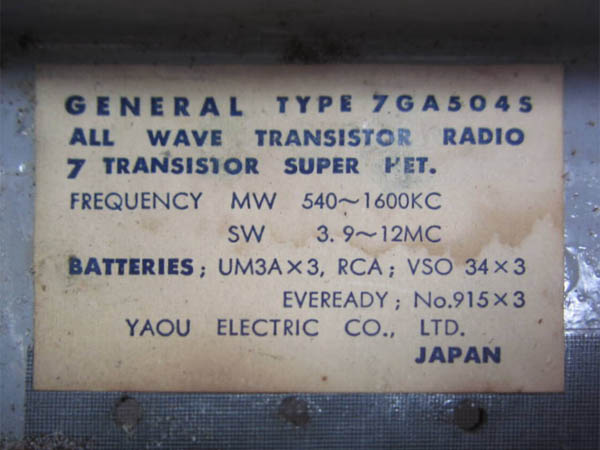 GENERAL TYPE 7GA504S
ALL WAVE TRANSISTOR RADIO
7 TRANSISTOR SUPER HET.
FREQUENCY MW 540~1600KC
SW 3.9~12MC
BATTERIES; UM3A×3, RCA; VSO 34×3
EVEREADY; No.915×3
YAOU ELECTRIC CO., LTD.
JAPAN